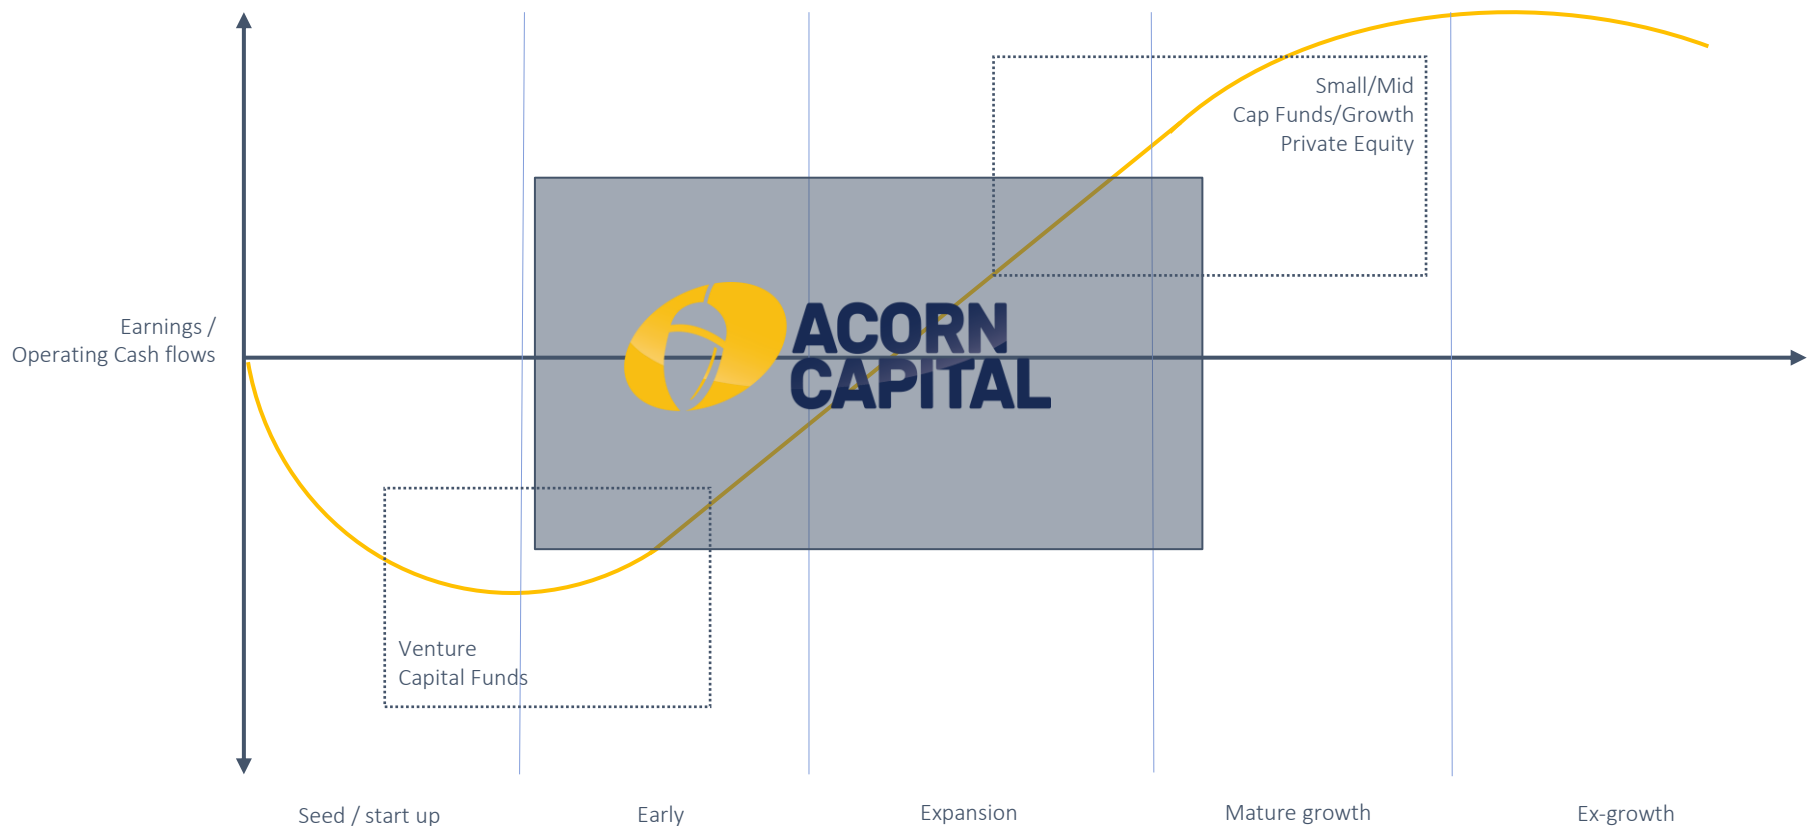 Small/Mid
Cap Funds/Growth
Private Equity
ACORN
CAPITAL
Earnings /
Operating Cash flows
Venture
Capital Funds
Seed / start up
Early
Expansion
Mature growth
Ex-growth